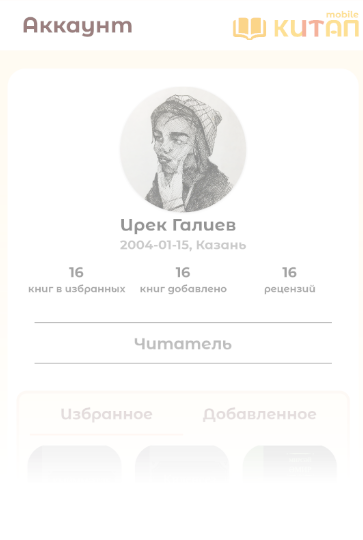 Аккаунт
mobile
КИТАП
Ирек Галиев
2004-01-15, Казань
16 16 16
книг в избранных книг добавлено рецензий
Читатель
Избранное Добавленное